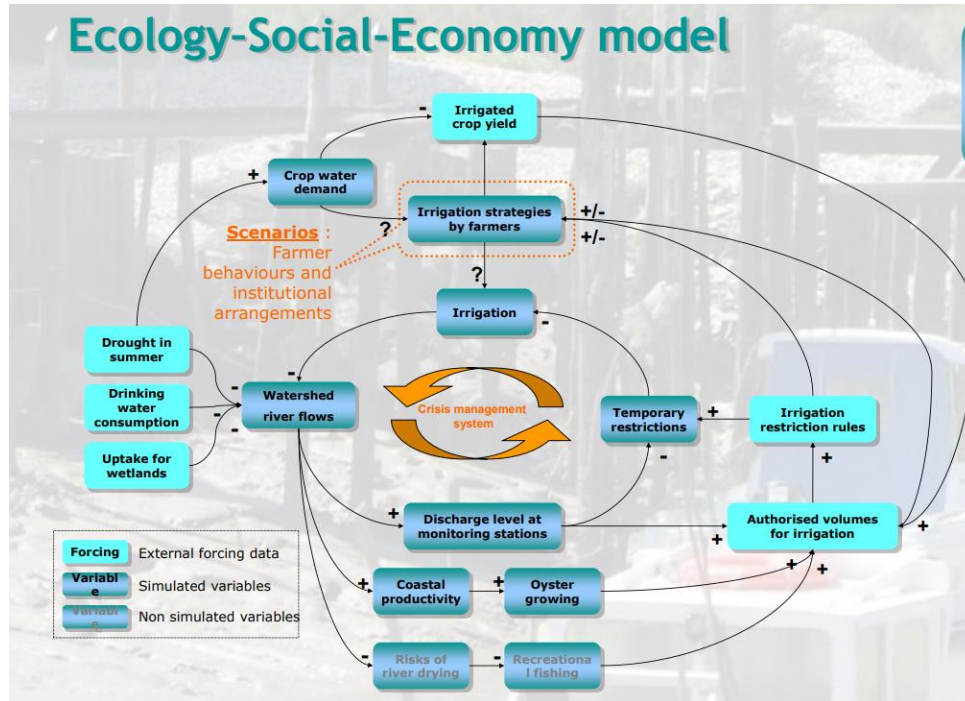 Ecology-Social-Economy model
-
Irrigated
crop yield
+
Crop water
demand
Irrigation strategies
by farmers
+/-
+/-
?
Scenarios :
Farmer
behaviours and
institutional
arrangements
?
Irrigation
-
Drought in
summer
-
-
Drinking
water
consumption
-
-
Uptake for
wetlands
Watershed
river flows
Crisis management
system
Temporary
restrictions
+
Irrigation
restriction rules
-
+
+
Discharge level at
monitoring stations
+
Authorised volumes
for irrigation
+
+
+
Forcing
External forcing data
Variabl
e
Simulated variables
Variabl
e
Non simulated variables
+
Coastal
productivity
+
Oyster
growing
-
Risks of
river drying
-
Recreationa
l fishing